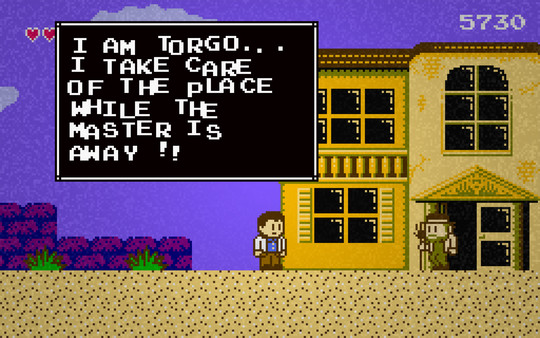 5730
I AM TORGO...
I TAKE CARE
OF THE PLACE
WHILE THE
MASTER IS
AWAY !!